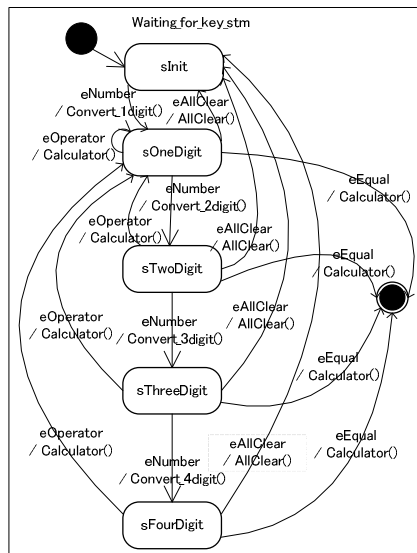 Waiting_for_key_stm
sInit
eNumber
/ Convert_1digit()
eAllClear
/ AllClear()
eOperator
/ Calculator()
sOneDigit
eNumber
/ Convert_2digit()
eEqual
/ Calculator()
eOperator
/ Calculator()
eAllClear
/ AllClear()
sTwoDigit
eEqual
/ Calculator()
eOperator
/ Calculator()
eNumber
/ Convert_3digit()
eAllClear
/ AllClear()
sThreeDigit
eEqual
/ Calculator()
eOperator
/ Calculator()
eNumber
/ Convert_4digit()
eAllClear
/ AllClear()
eEqual
/ Calculator()
sFourDigit